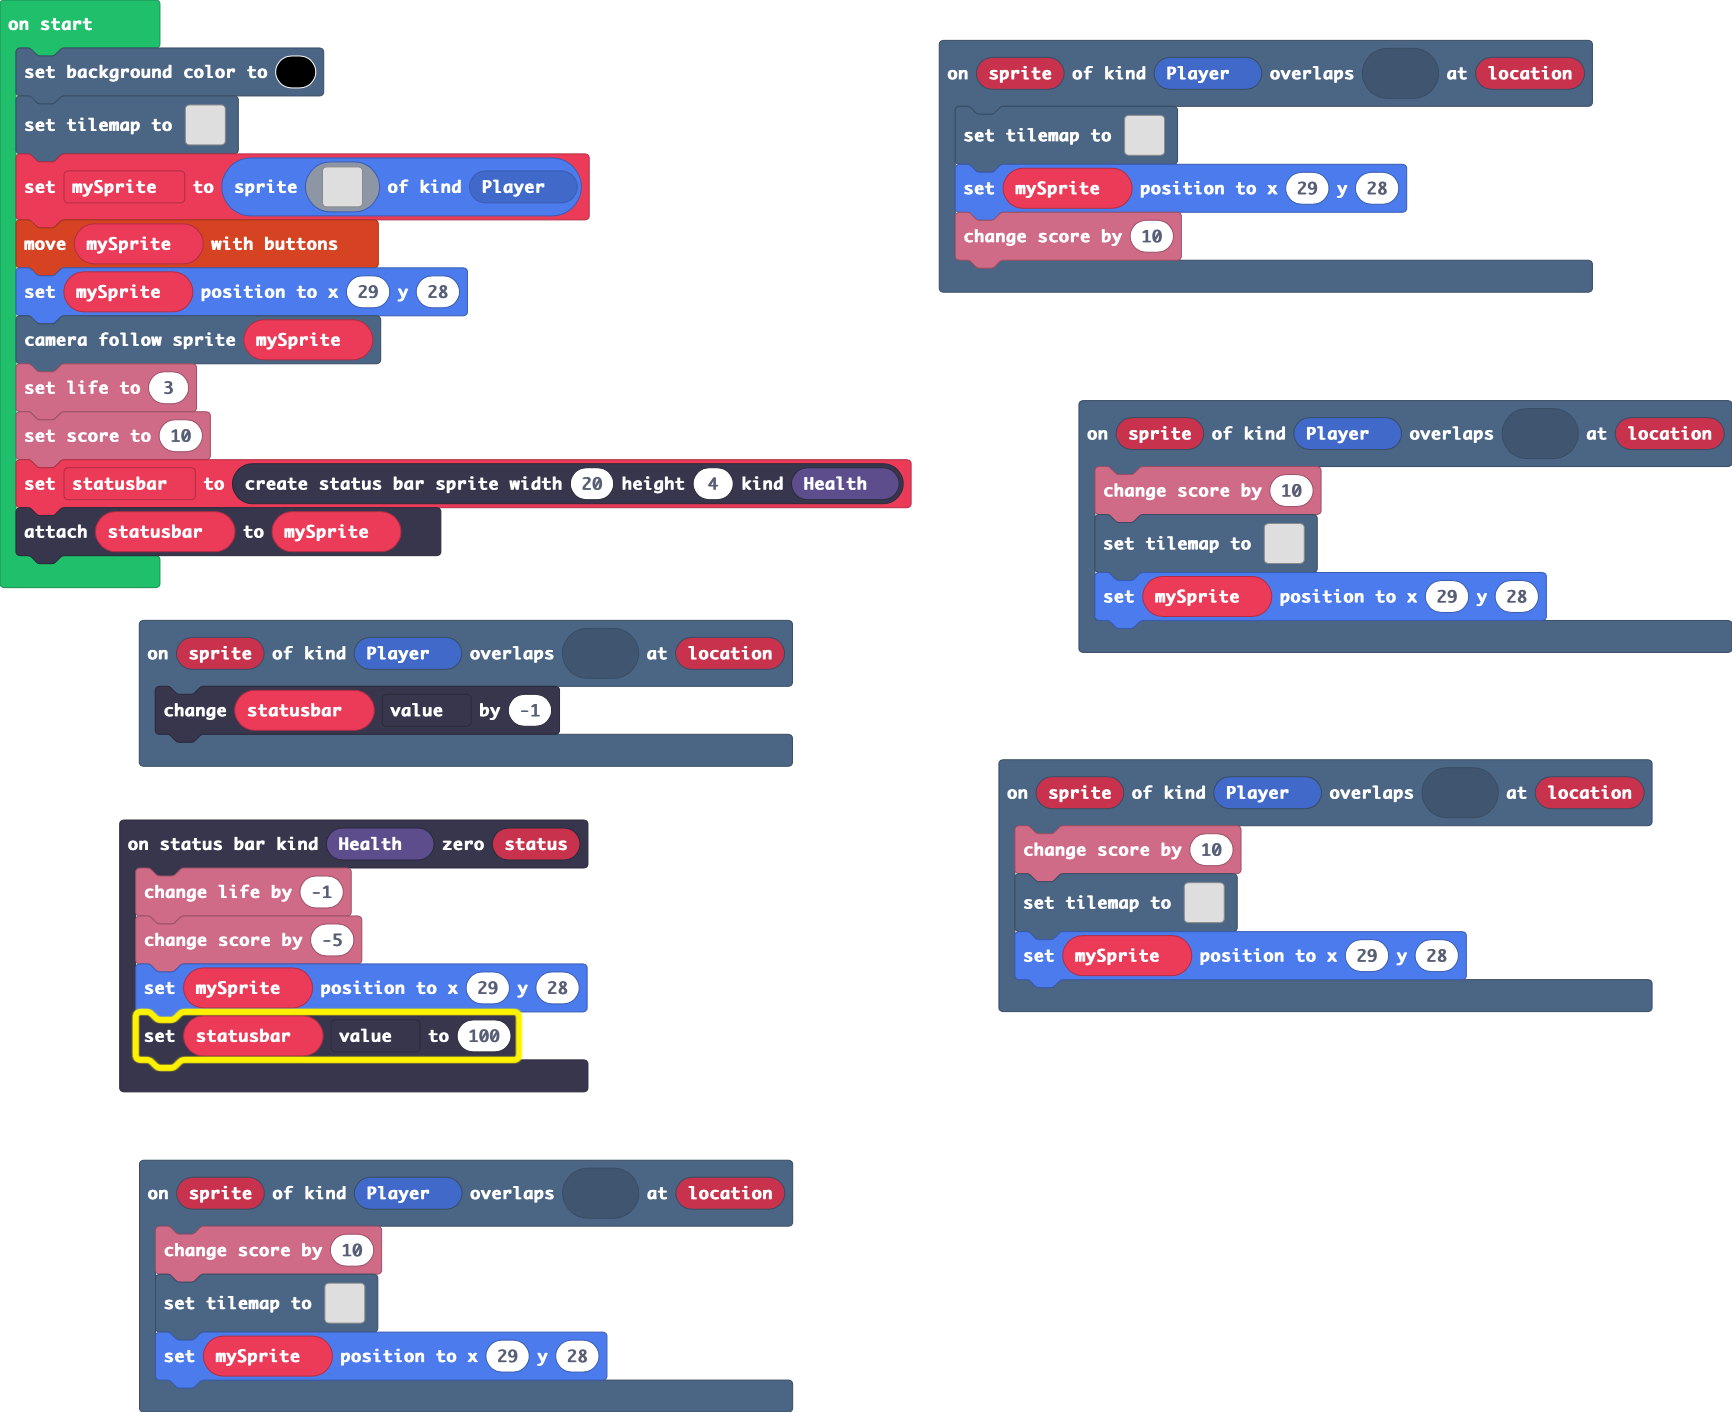 on start
set background color to
set tilemap to
set mySprite to sprite of kind Player
move mySprite with buttons
set mySprite position to x 29 y 28
camera follow sprite mySprite
set life to 3
set score to 10
set statusbar to create status bar sprite width 20 height 4 kind Health
attach statusbar to mySprite
on sprite of kind Player overlaps at location
change statusbar value by -1
on status bar kind Health zero status
change life by -1
change score by -5
set mySprite position to x 29 y 28
set statusbar value to 100
on sprite of kind Player overlaps at location
change score by 10
set tilemap to
set mySprite position to x 29 y 28
on sprite of kind Player overlaps at location
set tilemap to
set mySprite position to x 29 y 28
change score by 10
on sprite of kind Player overlaps at location
change score by 10
set tilemap to
set mySprite position to x 29 y 28
on sprite of kind Player overlaps at location
change score by 10
set tilemap to
set mySprite position to x 29 y 28